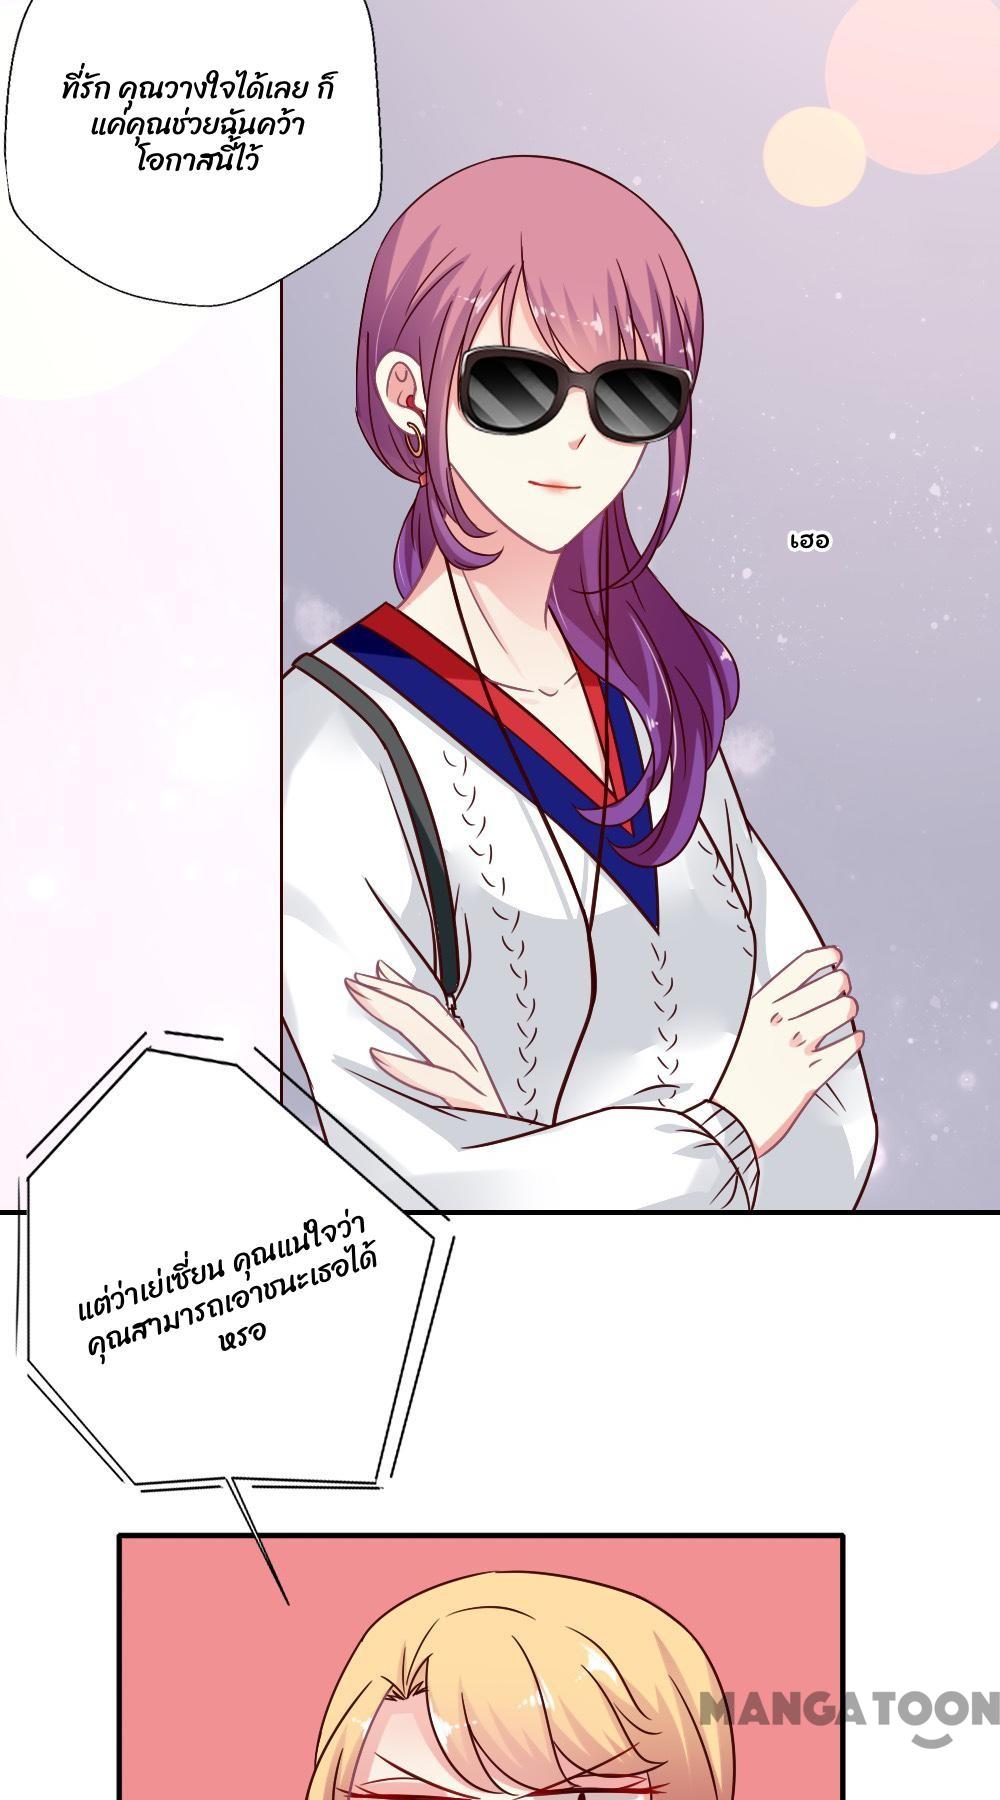 ที่รัก คุณวางใจได้เลย ก็
แค่คุณช่วยฉันคว้า
โอกาสนี้ไว้
เฮอ
แต่ว่าเย่เซี่ยน คุณแน่ใจว่า
คุณสามารถเอาชนะเธอได้
หรอ
MANGATOON